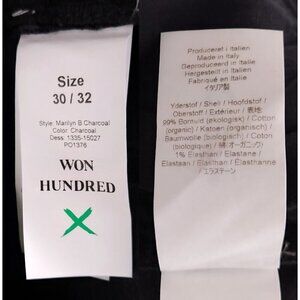 Size
30 / 32
Style: Marilyn B Charcoal
Color: Charcoal
Dess: 1335-15027
PO1376
WON
HUNDRED
Produceret i Italien
Made in / Italy
Fabriqué en Italie
Geproduceerd in Italië
Hergestellt in Italien
イタリア製
Yderstof / Shell / Hoofdstof /
Oberstoff / Extérieur / 表地:
99% Bomuld (økologisk) / Cotton
(organic) / Katoen (organisch) /
Baumwolle (biologisch) / Coton
(biologique) / 綿 (オーガニック)
1% Elasthan / Elastane /
Elastaan / Elasthan / Elasthanne
/ エラステーン